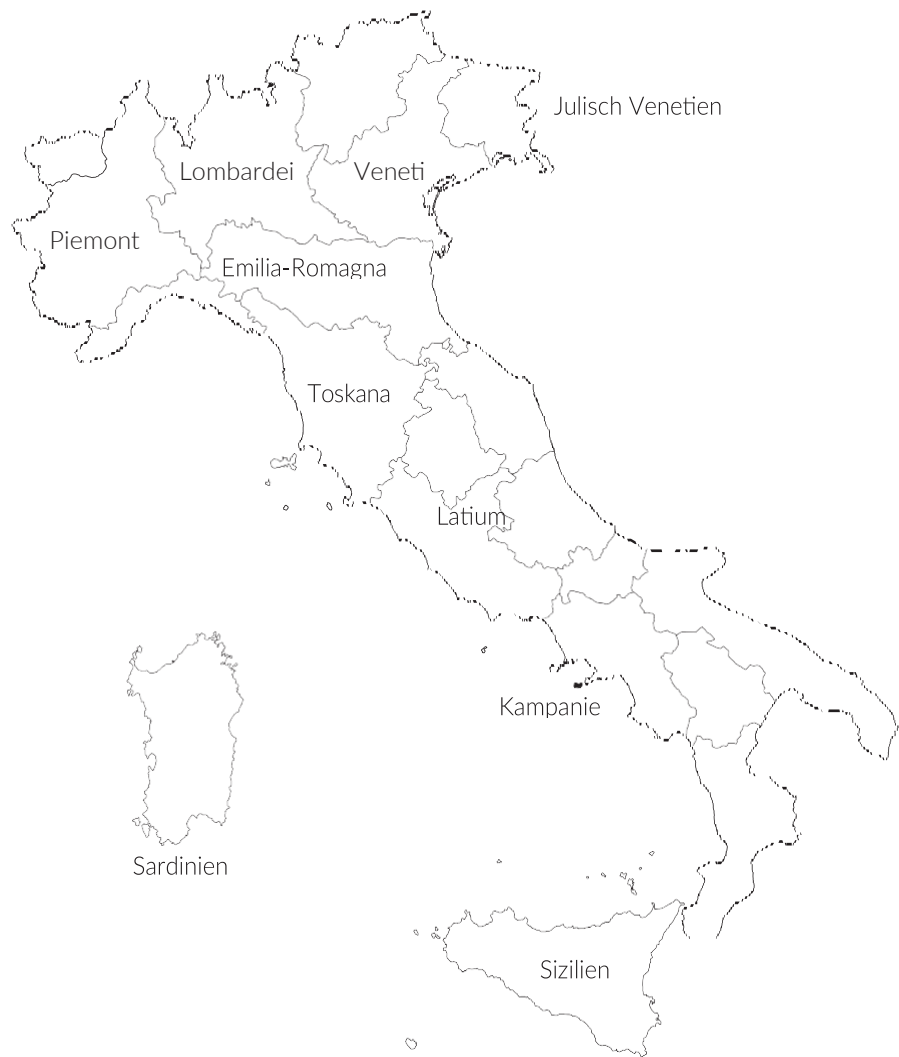 Julisch Venetien
Lombardei
Veneti
Piemont
Emilia-Romagna
Toskana
Latium
Kampanie
Sardinien
Sizilien